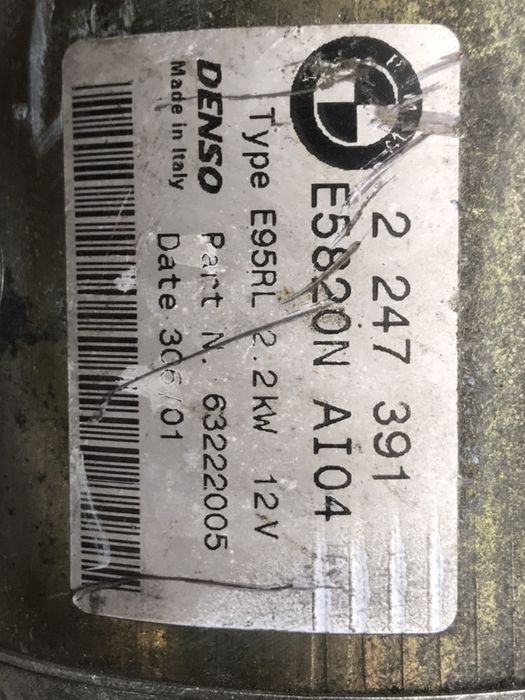 2 247 391
E5820N AI04
Type E95RL 2.2kW 12V
DENSO Part N. 63222005
Made in Italy Date 306/01